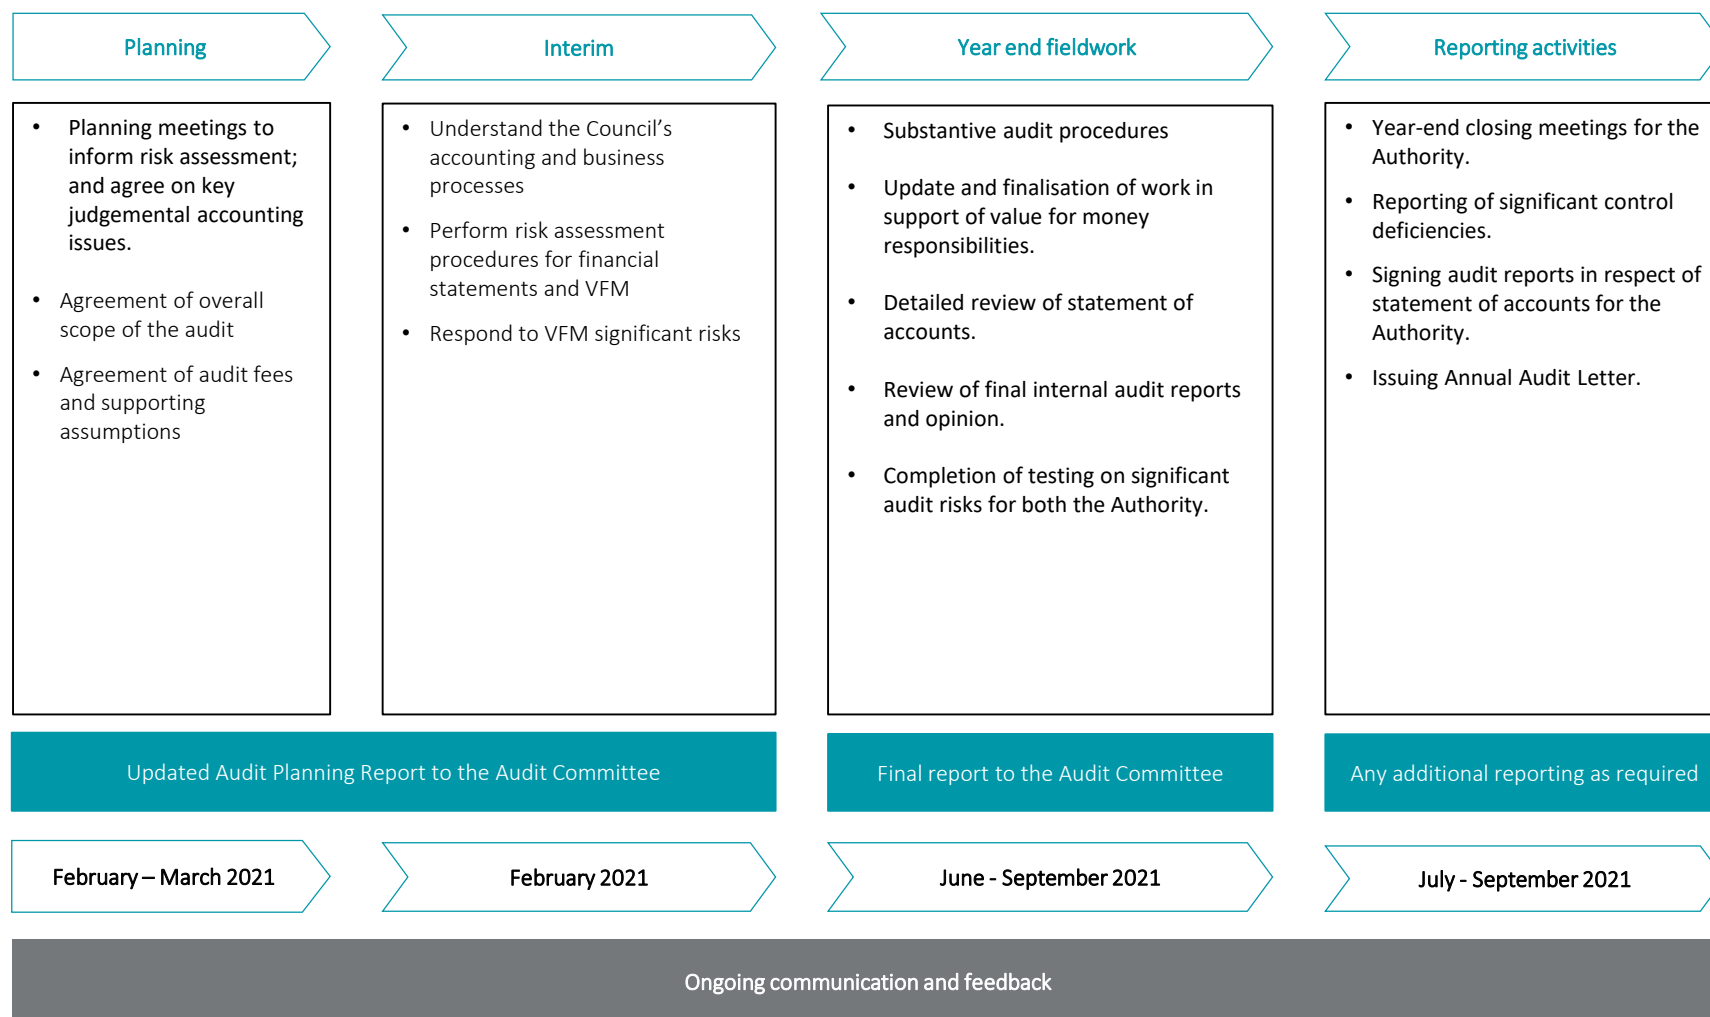 Planning
Interim
Year end fieldwork
Reporting activities
• Planning meetings to
inform risk assessment;
and agree on key
judgemental accounting
issues.
• Agreement of overall
scope of the audit
• Agreement of audit fees
and supporting
assumptions
• Understand the Council’s
accounting and business
processes
• Perform risk assessment
procedures for financial
statements and VFM
• Respond to VFM significant risks
• Substantive audit procedures
• Update and finalisation of work in
support of value for money
responsibilities.
• Detailed review of statement of
accounts.
• Review of final internal audit reports
and opinion.
• Completion of testing on significant
audit risks for both the Authority.
• Year-end closing meetings for the
Authority.
• Reporting of significant control
deficiencies.
• Signing audit reports in respect of
statement of accounts for the
Authority.
• Issuing Annual Audit Letter.
Updated Audit Planning Report to the Audit Committee
Final report to the Audit Committee
Any additional reporting as required
February – March 2021
February 2021
June - September 2021
July - September 2021
Ongoing communication and feedback